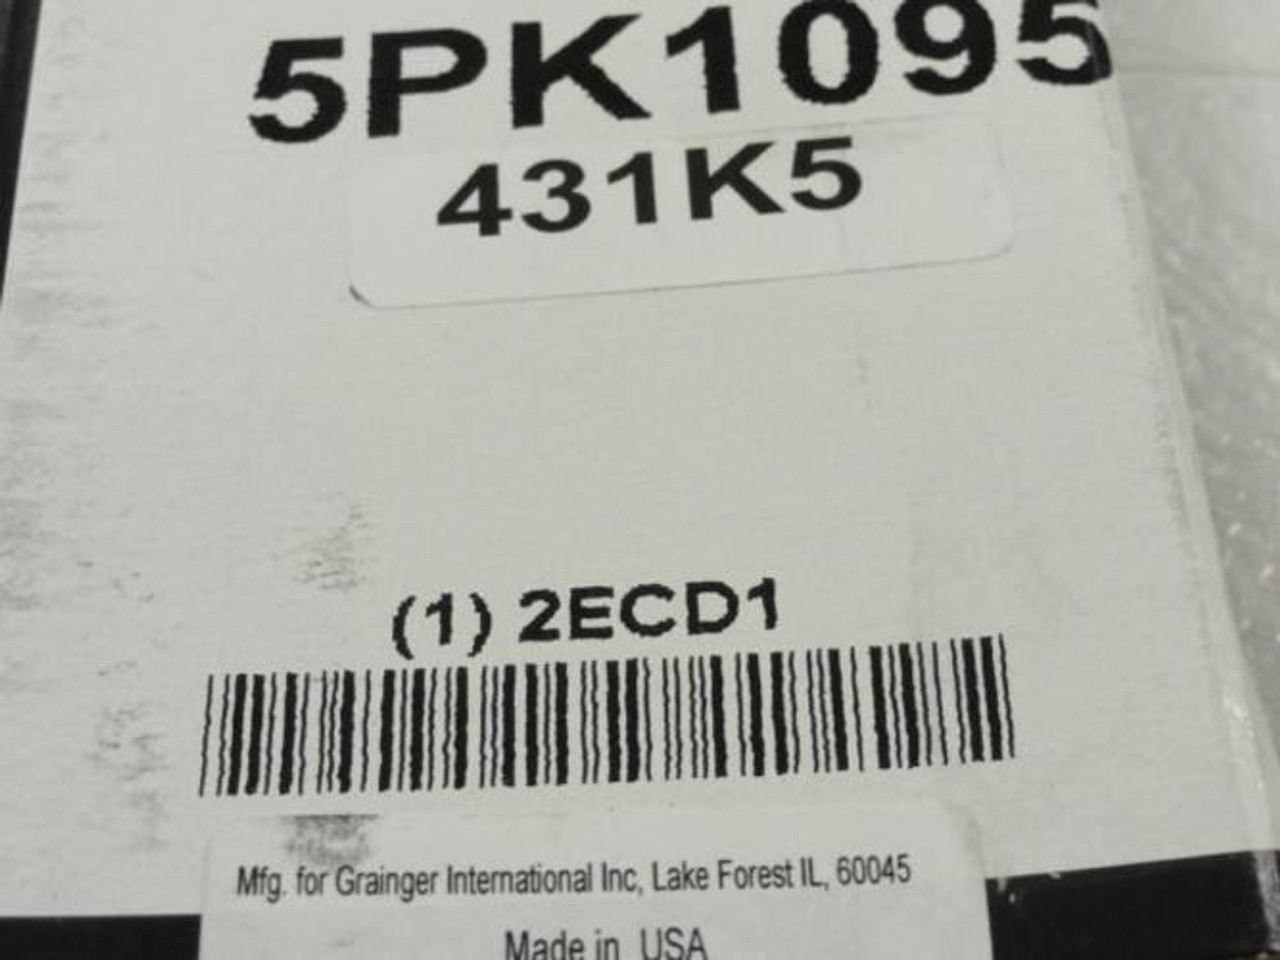 5PK1095
431K5
(1) 2ECD1
Mfg. for Grainger International Inc, Lake Forest IL, 60045
Made in USA